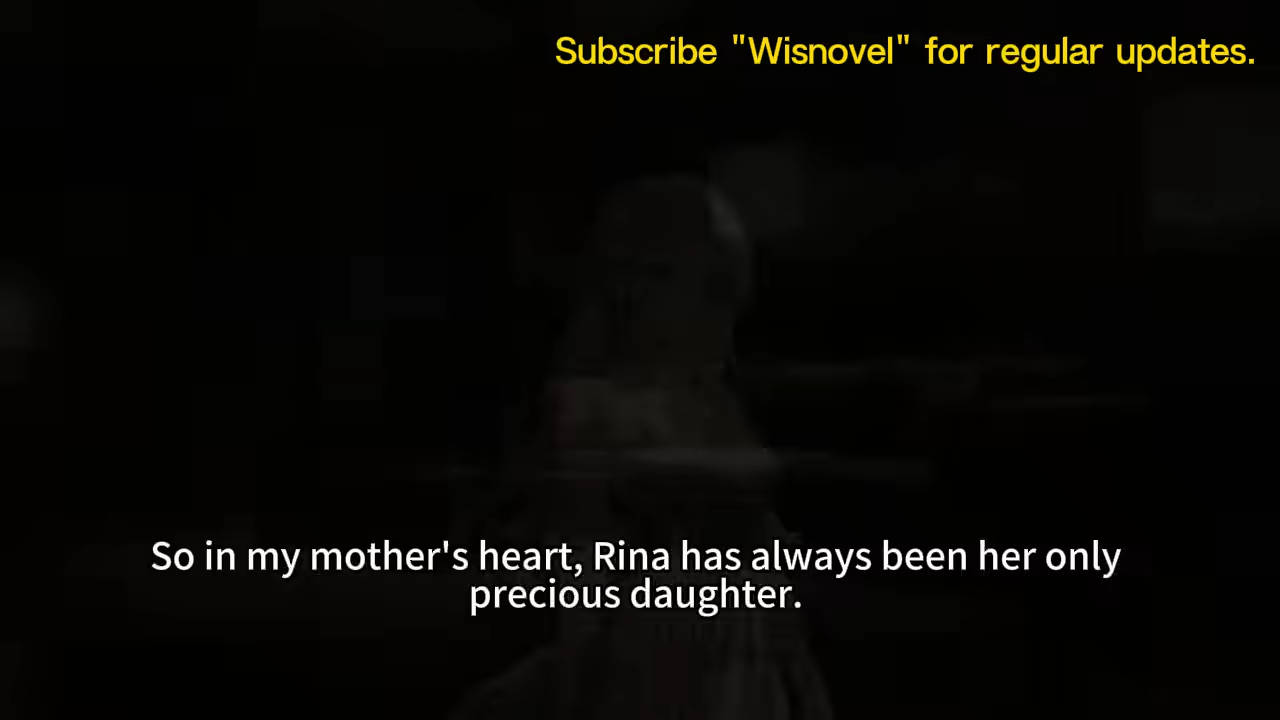 Subscribe "Wisnovel" for regular updates.
So in my mother's heart, Rina has always been her only
precious daughter.